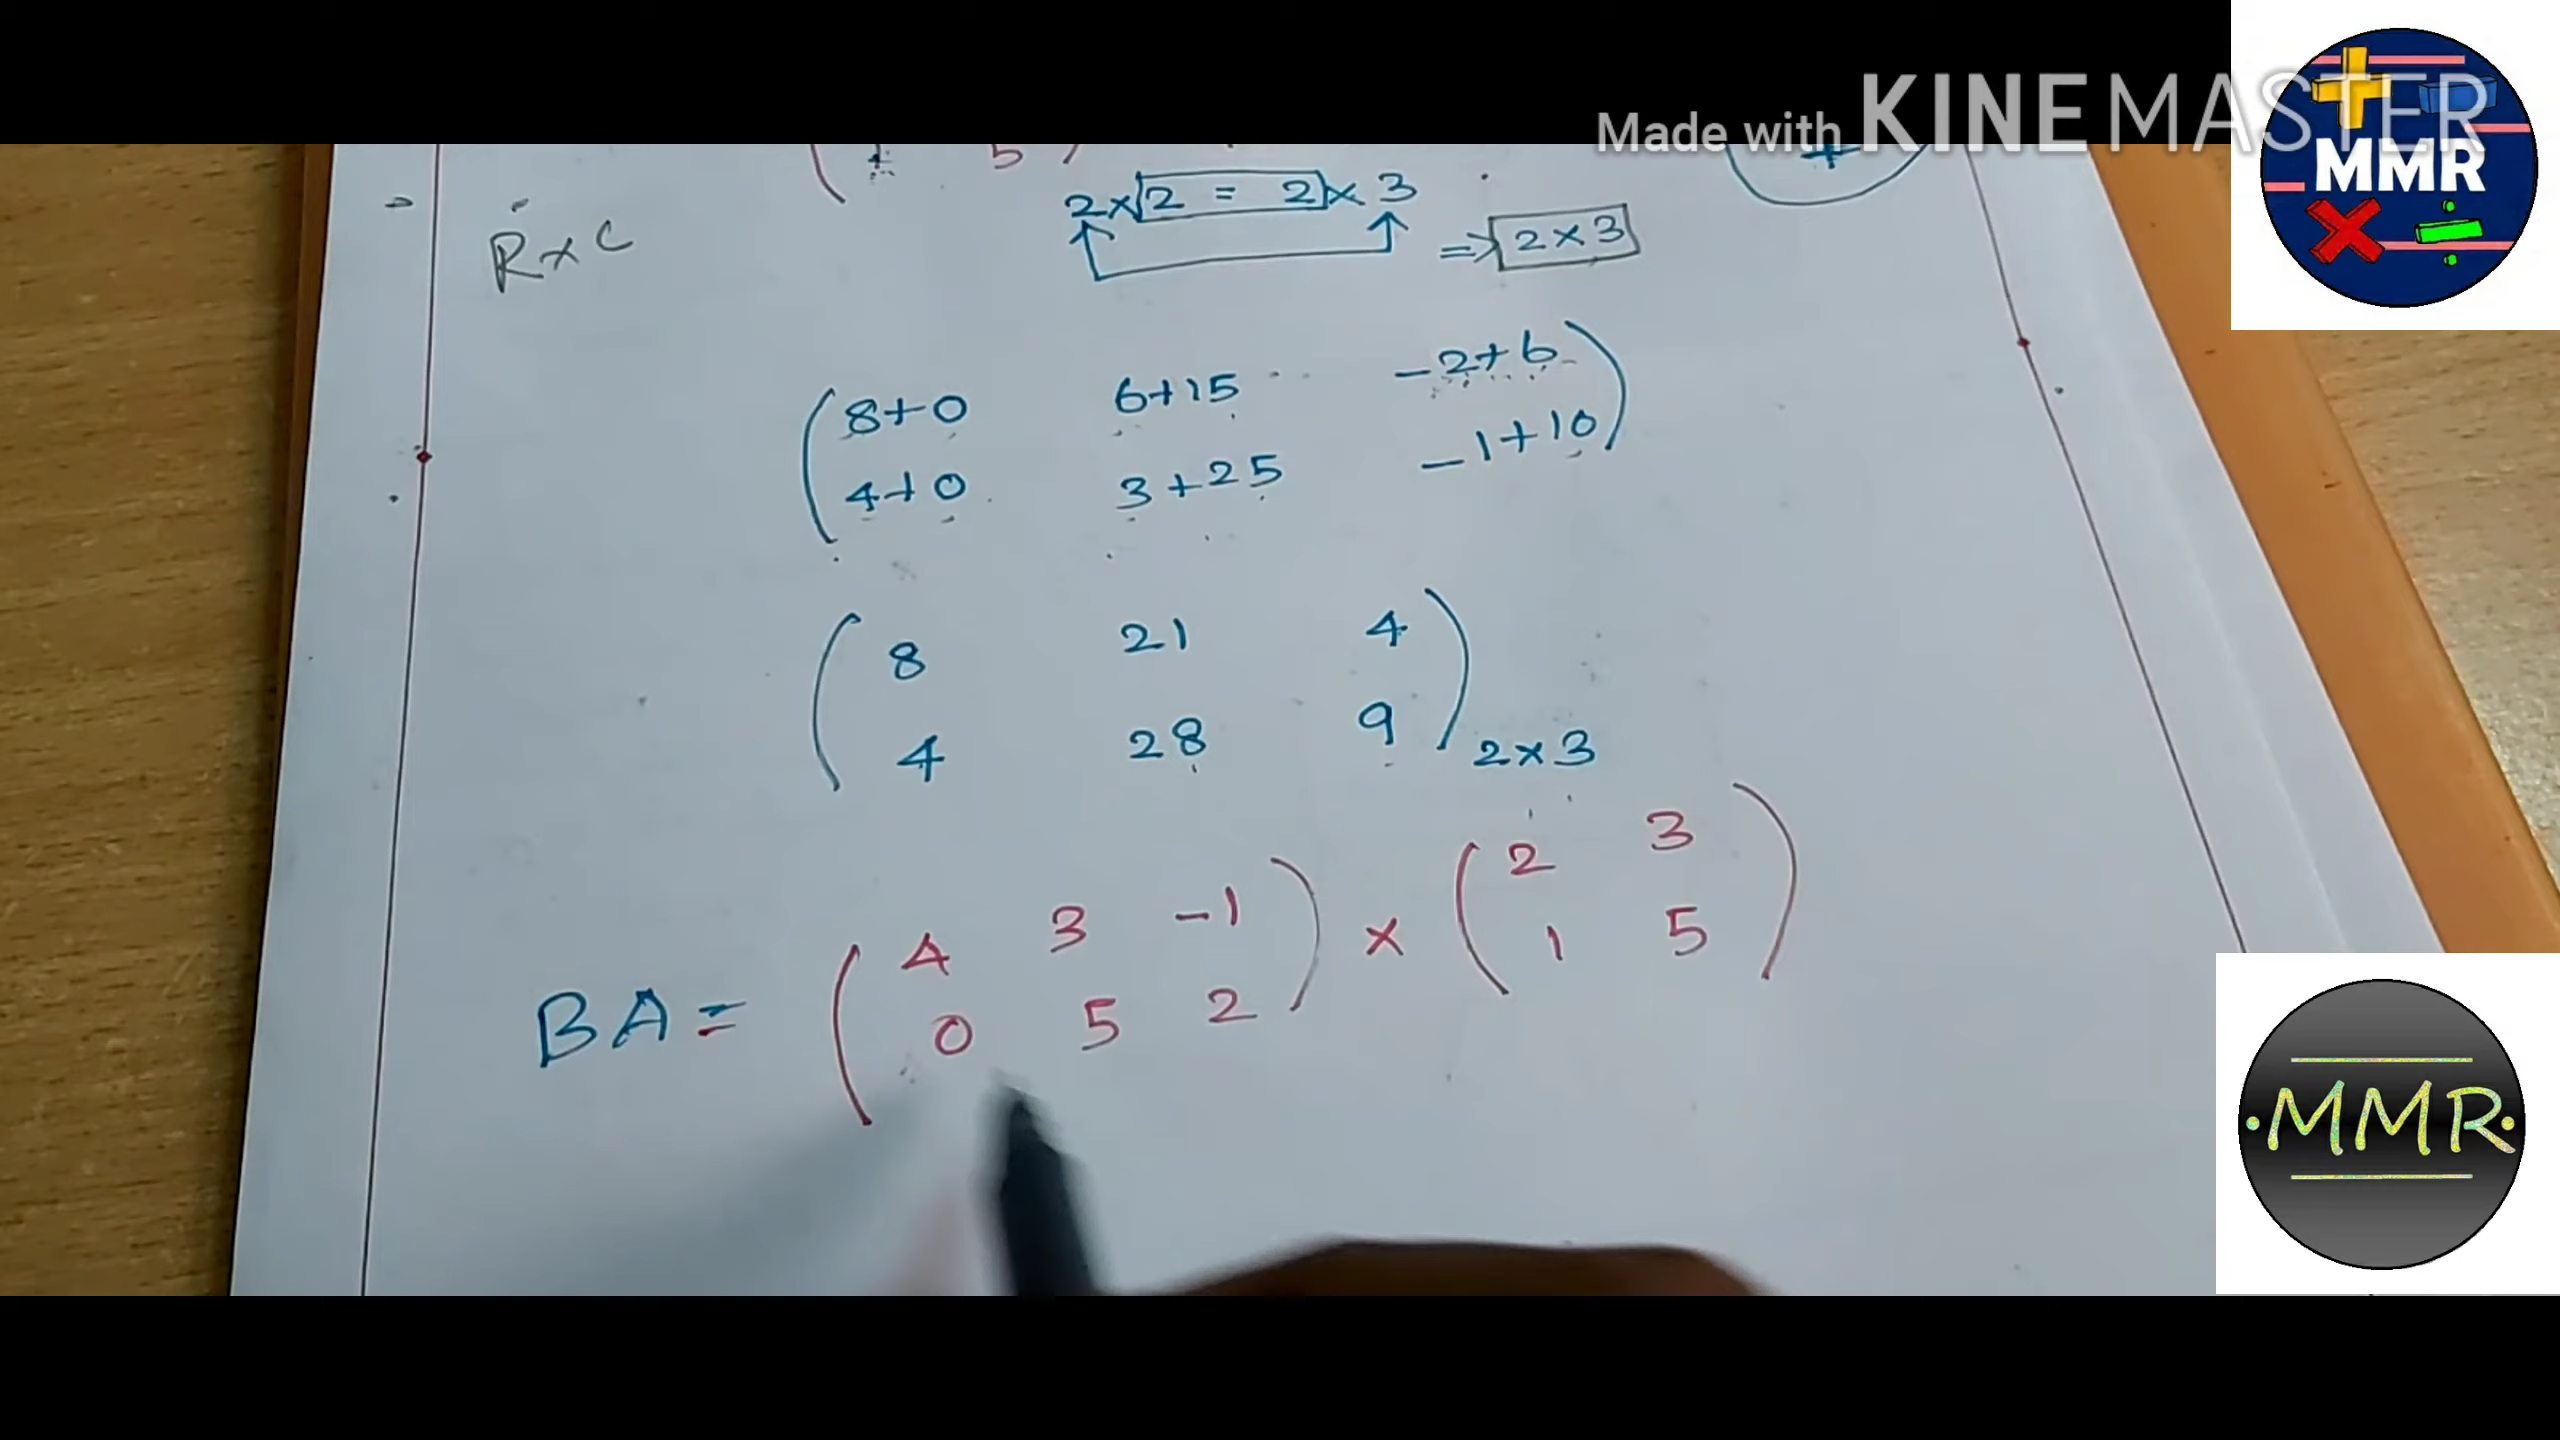 Made with KINEMASTER
MMR
5
2×2 = 2×3
R×C
=> 2×3
8+0 6+15 -2+6
4+0 3+25 -1+10
8 21 4
4 28 9
2×3
BA = ( 4 3 -1 ) × ( 2 3 )
0 5 2 1 5
MMR